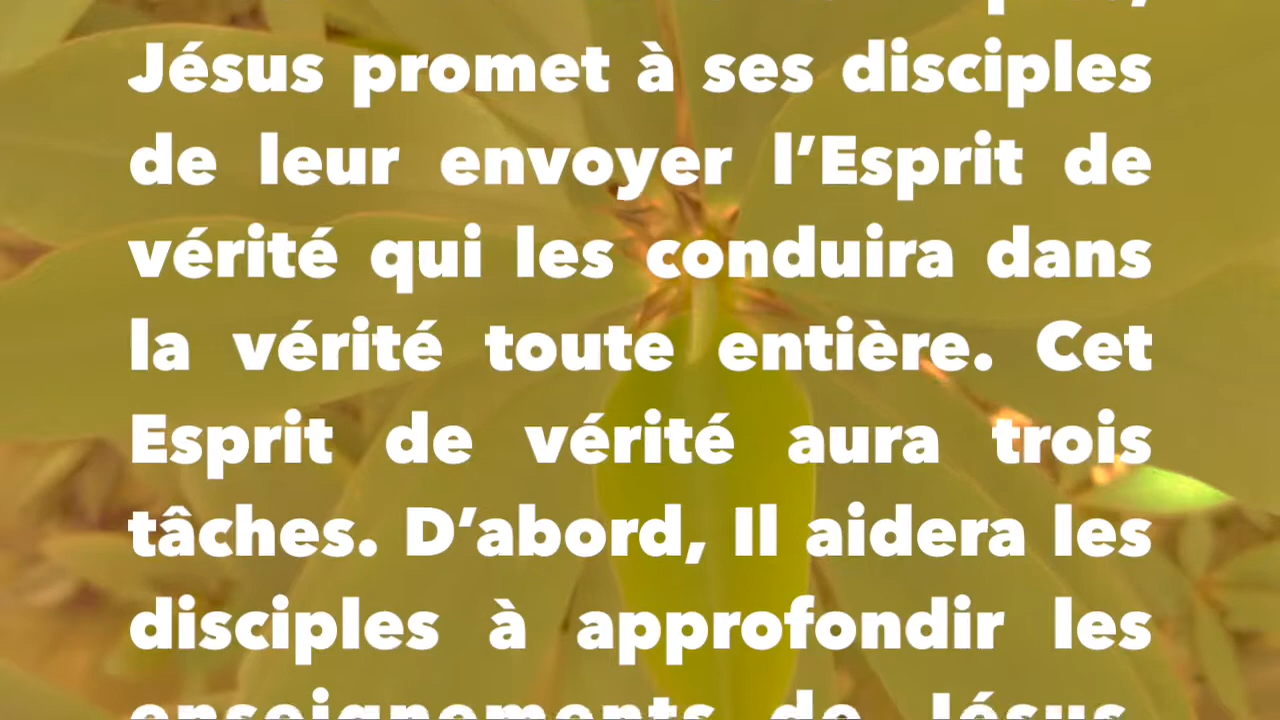 Jésus promet à ses disciples
de leur envoyer l’Esprit de
vérité qui les conduira dans
la vérité toute entière. Cet
Esprit de vérité aura trois
tâches. D’abord, Il aidera les
disciples à approfondir les
enseignements de Jésus.